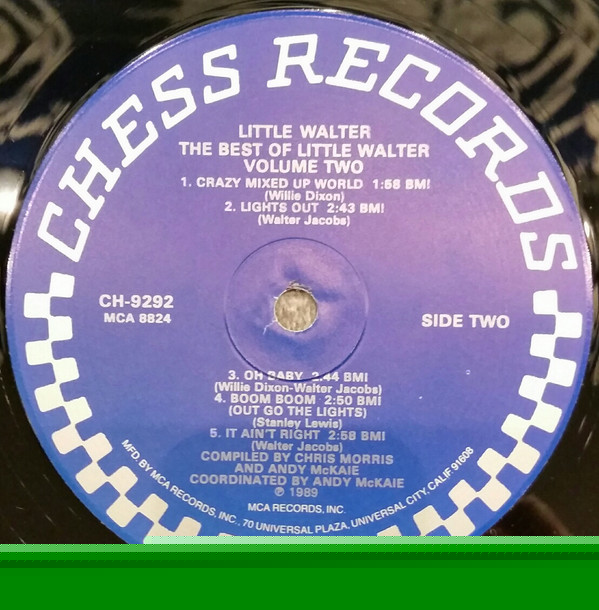 CHESS RECORDS
LITTLE WALTER
THE BEST OF LITTLE WALTER
VOLUME TWO
1. CRAZY MIXED UP WORLD 1:58 BMI
(Willie Dixon)
2. LIGHTS OUT 2:43 BMI
(Walter Jacobs)
CH-9292
MCA 8824
SIDE TWO
3. OH BABY 2:44 BMI
(Willie Dixon-Walter Jacobs)
4. BOOM BOOM 2:50 BMI
(OUT GO THE LIGHTS)
(Stanley Lewis)
5. IT AIN'T RIGHT 2:58 BMI
(Walter Jacobs)
COMPILED BY CHRIS MORRIS
AND ANDY McKAIE
COORDINATED BY ANDY McKAIE
℗ 1989
MCA RECORDS, INC.
MFD. BY MCA RECORDS, INC., 70 UNIVERSAL PLAZA, UNIVERSAL CITY, CALIF 91608